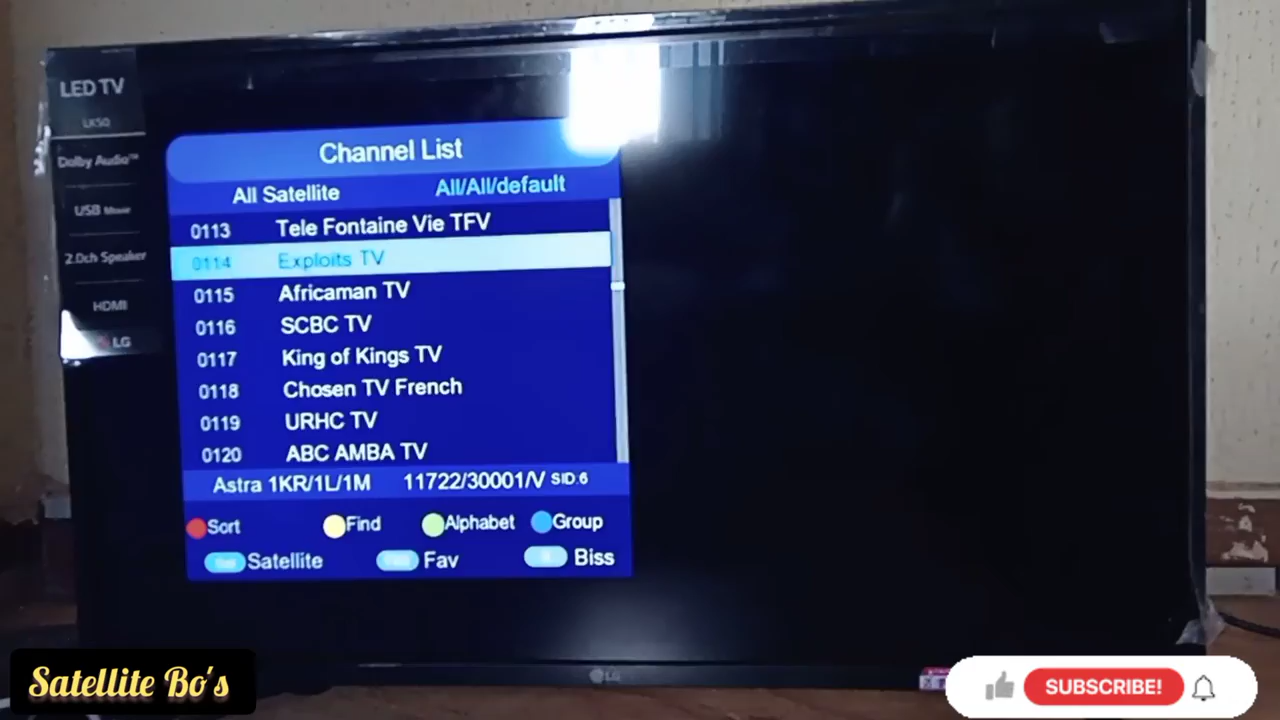 LED TV
LK50
Dolby Audio™
USB Movie
2.0ch Speaker
HDMI
LG
Channel List
All Satellite All/All/default
0113 Tele Fontaine Vie TFV
0114 Exploits TV
0115 Africaman TV
0116 SCBC TV
0117 King of Kings TV
0118 Chosen TV French
0119 URHC TV
0120 ABC AMBA TV
Astra 1KR/1L/1M 11722/30001/V SID:6
Sort Find Alphabet Group
Satellite Fav Biss
LG
Satellite Bo's
SUBSCRIBE!